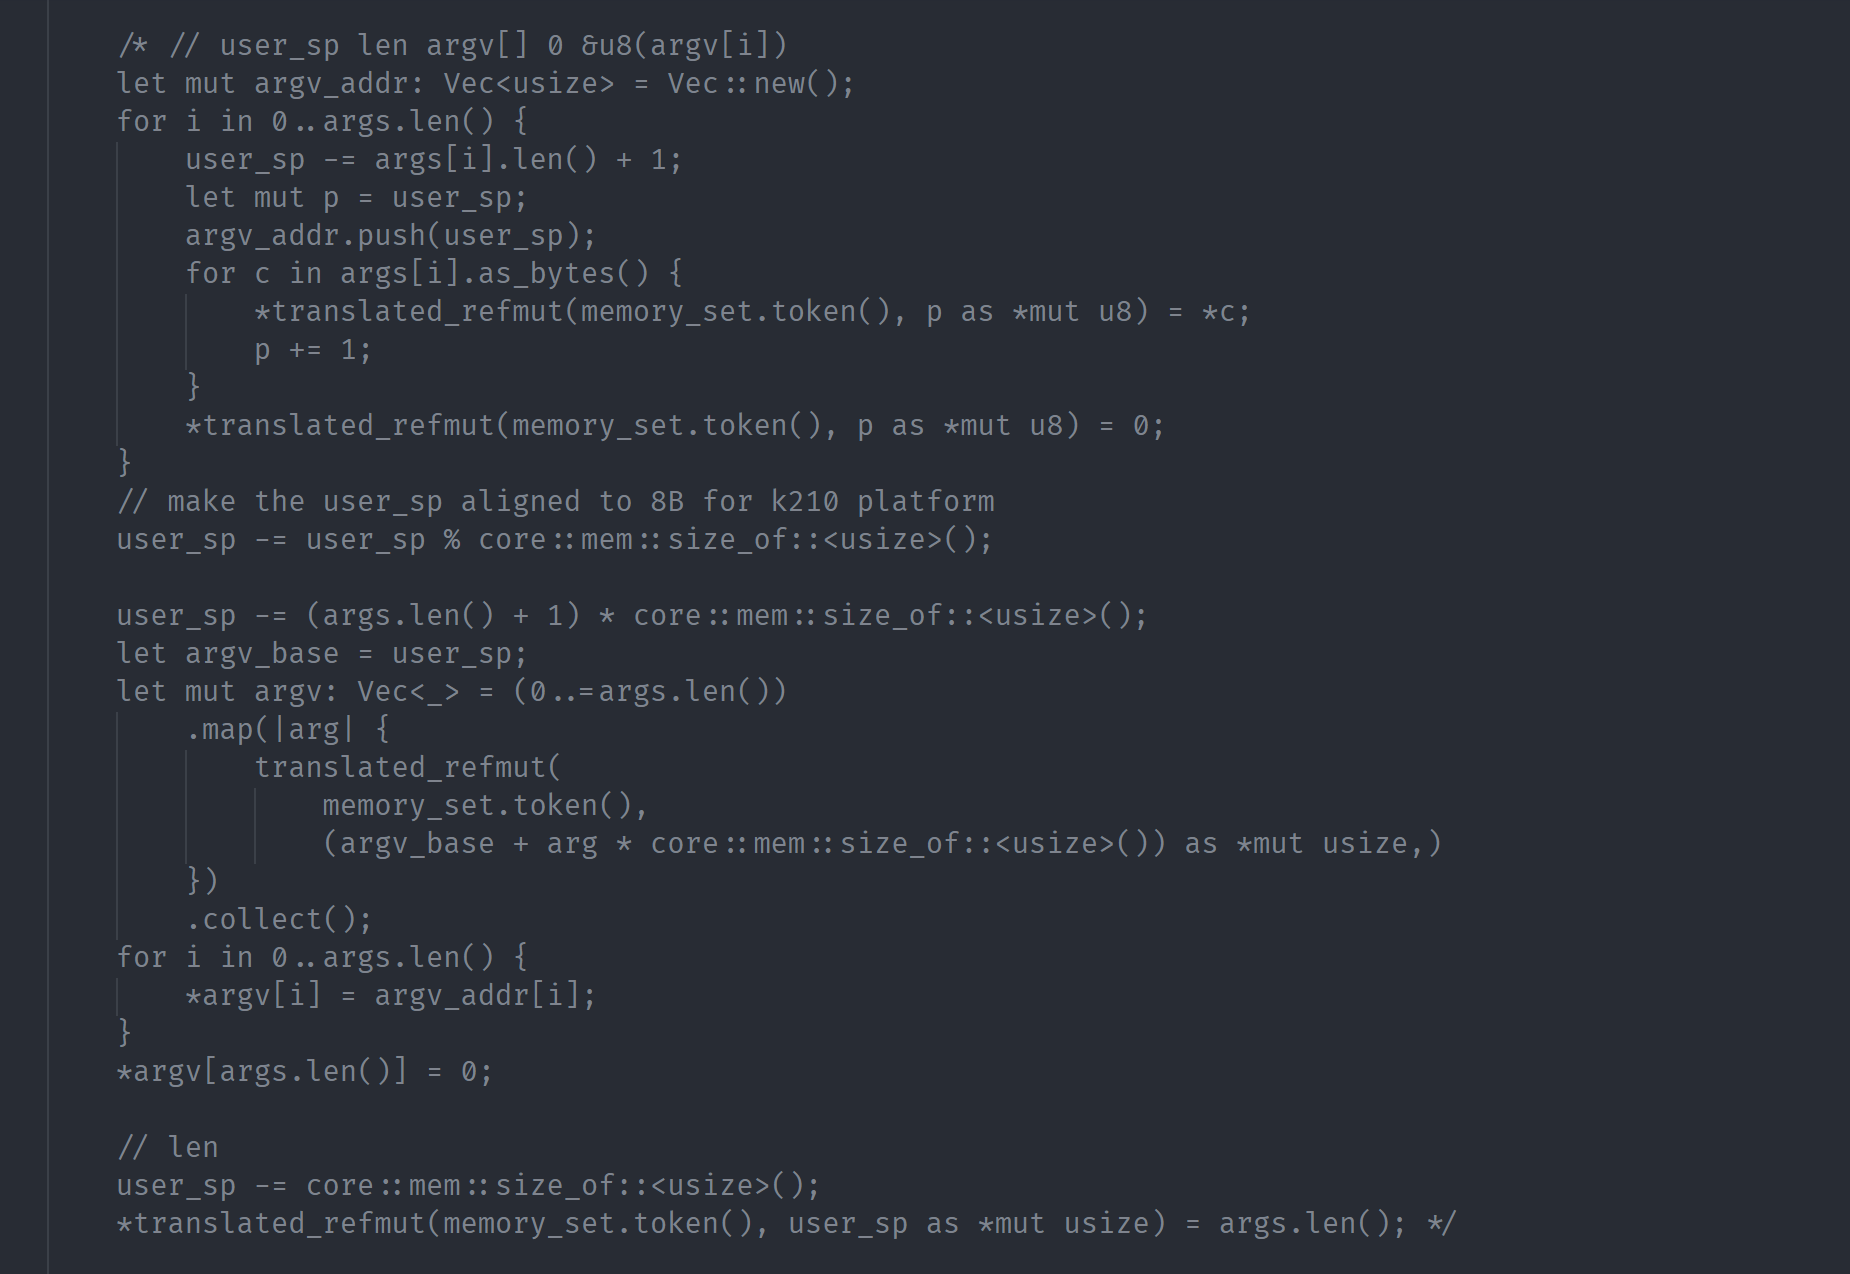 /* // user_sp len argv[] 0 &u8(argv[i])
let mut argv_addr: Vec<usize> = Vec::new();
for i in 0..args.len() {
    user_sp -= args[i].len() + 1;
    let mut p = user_sp;
    argv_addr.push(user_sp);
    for c in args[i].as_bytes() {
        *translated_refmut(memory_set.token(), p as *mut u8) = *c;
        p += 1;
    }
    *translated_refmut(memory_set.token(), p as *mut u8) = 0;
}
// make the user_sp aligned to 8B for k210 platform
user_sp -= user_sp % core::mem::size_of::<usize>();

user_sp -= (args.len() + 1) * core::mem::size_of::<usize>();
let argv_base = user_sp;
let mut argv: Vec<_> = (0..=args.len())
    .map(|arg| {
        translated_refmut(
            memory_set.token(),
            (argv_base + arg * core::mem::size_of::<usize>()) as *mut usize,)
    })
    .collect();
for i in 0..args.len() {
    *argv[i] = argv_addr[i];
}
*argv[args.len()] = 0;

// len
user_sp -= core::mem::size_of::<usize>();
*translated_refmut(memory_set.token(), user_sp as *mut usize) = args.len(); */